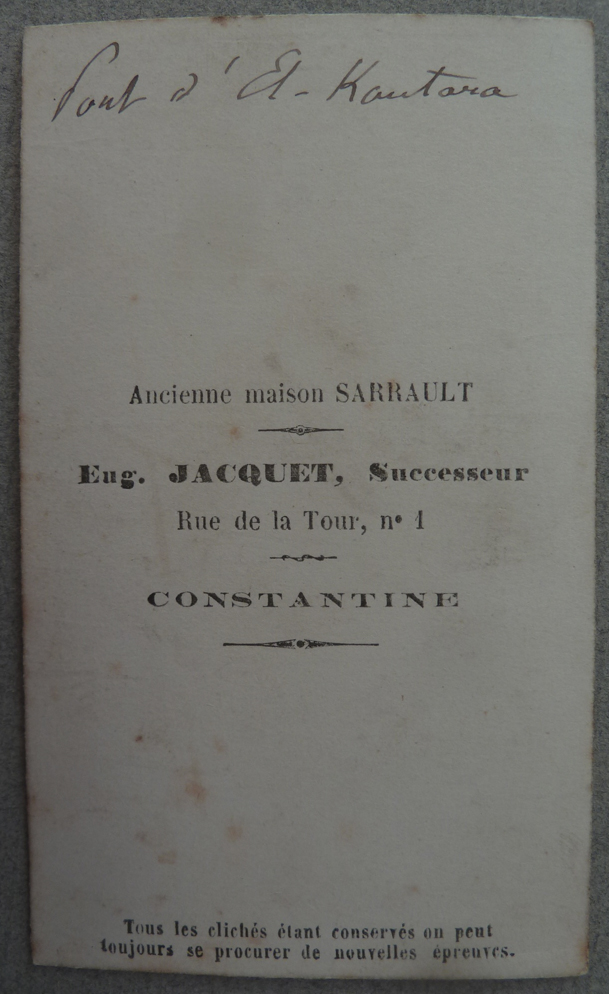 Pont d'El-Kantara
Ancienne maison SARRAULT
Eug. JACQUET, Successeur
Rue de la Tour, nº 1
CONSTANTINE
Tous les clichés étant conservés on peut
toujours se procurer de nouvelles épreuves.